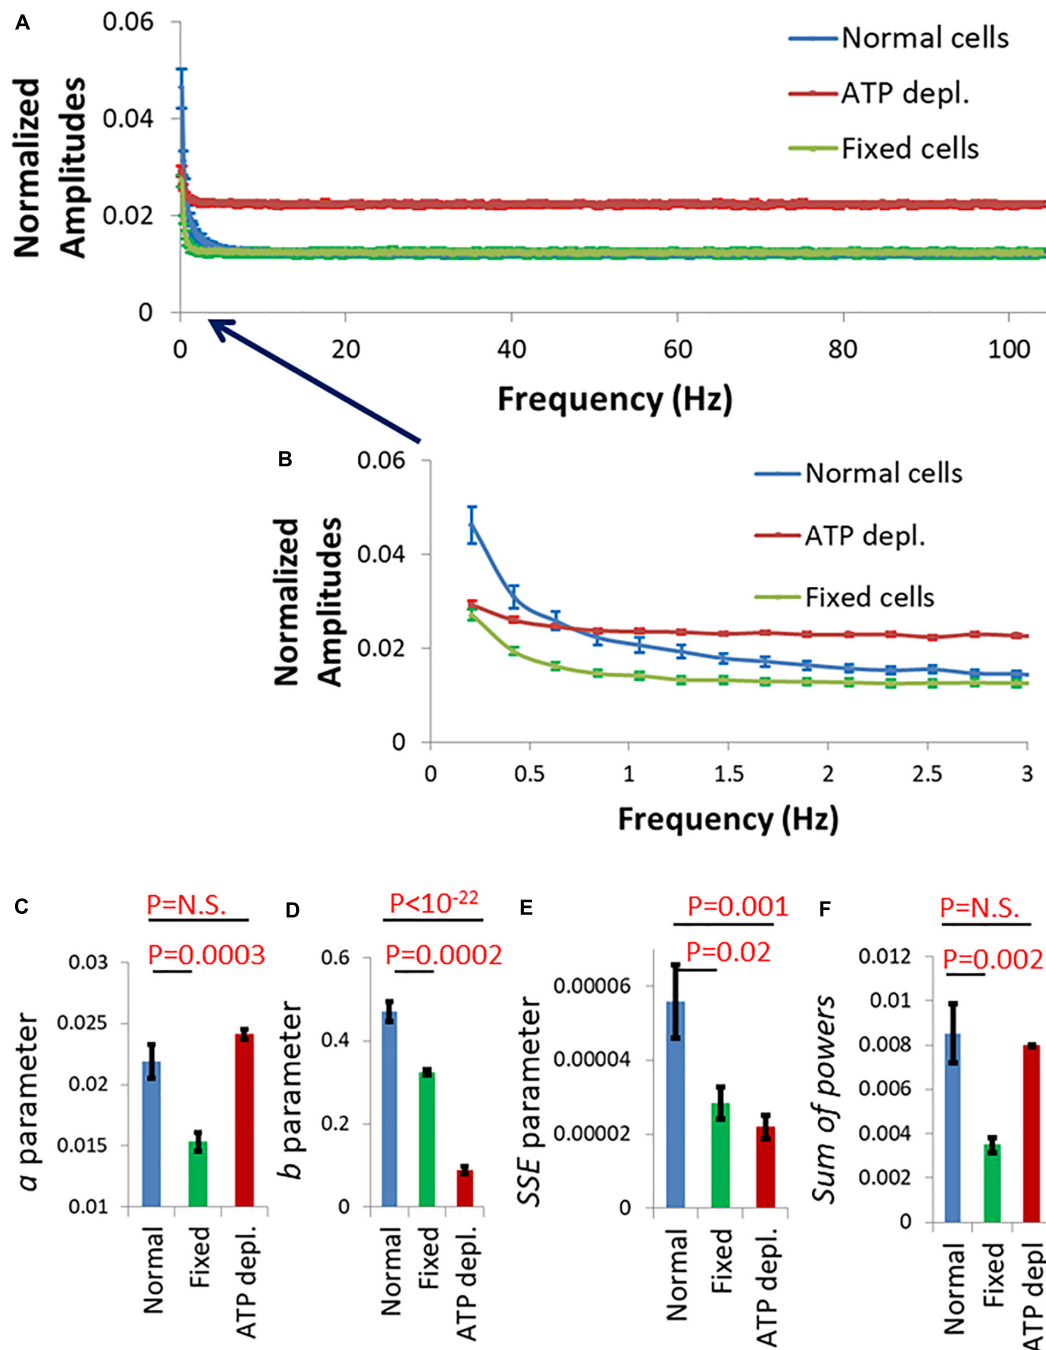 A
0.06
0.04
0.02
0
Normalized
Amplitudes
Normal cells
ATP depl.
Fixed cells
0 20 40 60 80 100
Frequency (Hz)
B
0.06
0.04
0.02
0
Normalized
Amplitudes
Normal cells
ATP depl.
Fixed cells
0 0.5 1 1.5 2 2.5 3
Frequency (Hz)
C
P=N.S.
P=0.0003
0.03
0.025
0.02
0.015
0.01
a parameter
Normal
Fixed
ATP depl.
D
P<10-22
P=0.0002
0.6
0.4
0.2
0
b parameter
Normal
Fixed
ATP depl.
E
P=0.001
P=0.02
0.00006
0.00004
0.00002
0
SSE parameter
Normal
Fixed
ATP depl.
F
P=N.S.
P=0.002
0.012
0.01
0.008
0.006
0.004
0.002
0
Sum of powers
Normal
Fixed
ATP depl